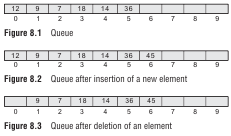 12 9 7 18 14 36
0 1 2 3 4 5 6 7 8 9
Figure 8.1 Queue
12 9 7 18 14 36 45
0 1 2 3 4 5 6 7 8 9
Figure 8.2 Queue after insertion of a new element
9 7 18 14 36 45
0 1 2 3 4 5 6 7 8 9
Figure 8.3 Queue after deletion of an element